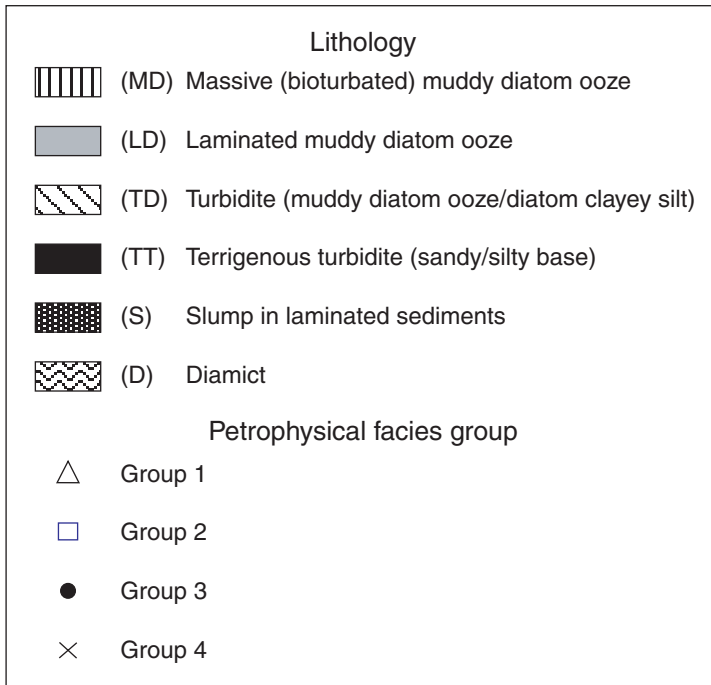 Lithology
(MD) Massive (bioturbated) muddy diatom ooze
(LD) Laminated muddy diatom ooze
(TD) Turbidite (muddy diatom ooze/diatom clayey silt)
(TT) Terrigenous turbidite (sandy/silty base)
(S) Slump in laminated sediments
(D) Diamict
Petrophysical facies group
Group 1
Group 2
Group 3
Group 4